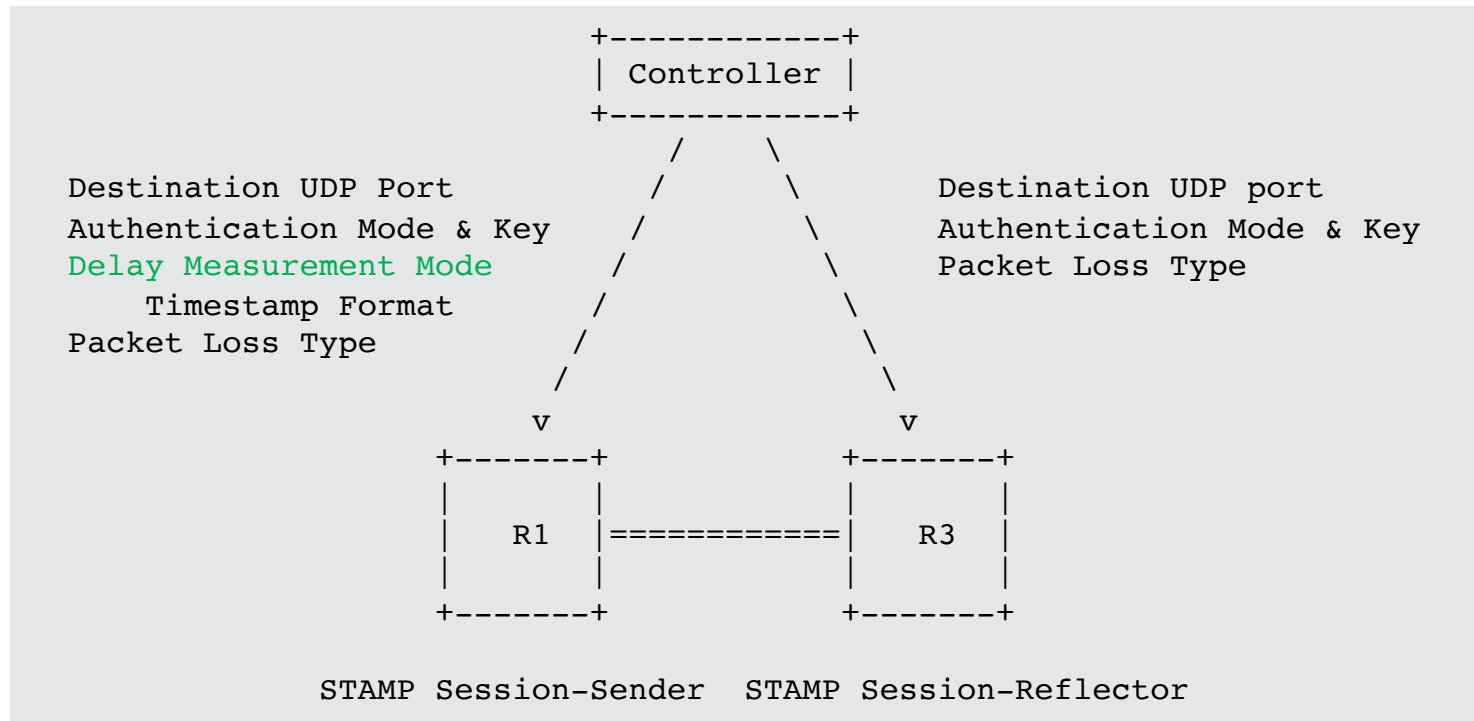 +------------+
| Controller |
+------------+
Destination UDP Port
Authentication Mode & Key
Delay Measurement Mode
Timestamp Format
Packet Loss Type
Destination UDP port
Authentication Mode & Key
Packet Loss Type
v v
+-------+ +-------+
| | | |
| R1 |============| R3 |
| | | |
+-------+ +-------+
STAMP Session-Sender STAMP Session-Reflector